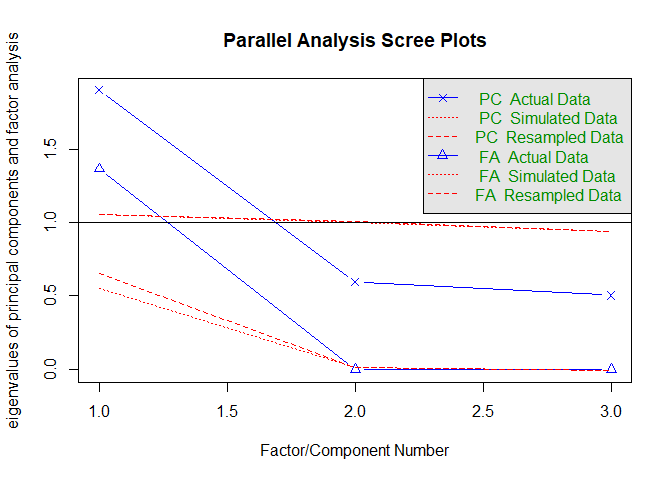 Parallel Analysis Scree Plots
eigenvalues of principal components and factor analysis
1.5
1.0
0.5
0.0
PC Actual Data
PC Simulated Data
PC Resampled Data
FA Actual Data
FA Simulated Data
FA Resampled Data
1.0 1.5 2.0 2.5 3.0
Factor/Component Number